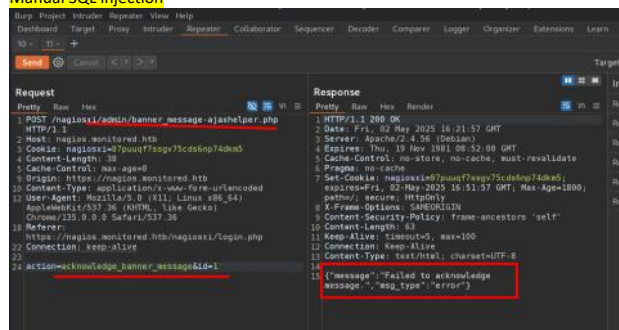 Manual SQL Injection
Burp Project Intruder Repeater View Help
Dashboard Target Proxy Intruder Repeater Collaborator Sequencer Decoder Comparer Logger Organizer Extensions Learn
10 11 +
Send Cancel < >
Request
Pretty Raw Hex
1 POST /nagiosxi/admin/banner_message-ajaxhelper.php
HTTP/1.1
2 Host: nagios.monitored.htb
3 Cookie: nagiosxi=87puuqf7ssgv75cds6np74dkm5
4 Content-Length: 38
5 Cache-Control: max-age=0
9 Origin: https://nagios.monitored.htb
10 Content-Type: application/x-www-form-urlencoded
12 User-Agent: Mozilla/5.0 (X11; Linux x86_64)
AppleWebKit/537.36 (KHTML, like Gecko)
Chrome/135.0.0.0 Safari/537.36
18 Referer:
https://nagios.monitored.htb/nagiosxi/login.php
22 Connection: keep-alive
23
24 action=acknowledge_banner_message&id=1
Response
Pretty Raw Hex Render
1 HTTP/1.1 200 OK
2 Date: Fri, 02 May 2025 16:21:57 GMT
3 Server: Apache/2.4.56 (Debian)
4 Expires: Thu, 19 Nov 1981 08:52:00 GMT
5 Cache-Control: no-store, no-cache, must-revalidate
6 Pragma: no-cache
7 Set-Cookie: nagiosxi=87puuqf7ssgv75cds6np74dkm5;
expires=Fri, 02-May-2025 16:51:57 GMT; Max-Age=1800;
path=/; secure; HttpOnly
8 X-Frame-Options: SAMEORIGIN
9 Content-Security-Policy: frame-ancestors 'self'
10 Content-Length: 63
11 Keep-Alive: timeout=5, max=100
12 Connection: Keep-Alive
13 Content-Type: text/html; charset=UTF-8
14
15 {"message":"Failed to acknowledge
message.","msg_type":"error"}